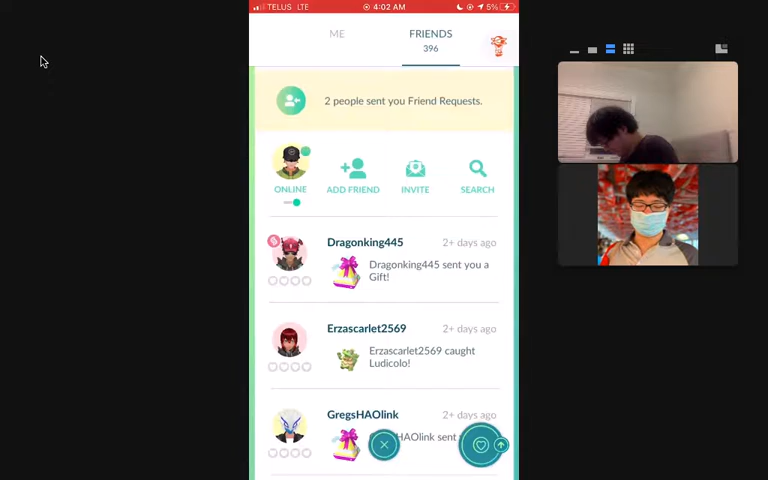 TELUS LTE 4:02 AM 5%
ME FRIENDS
396
2 people sent you Friend Requests.
ONLINE ADD FRIEND INVITE SEARCH
Dragonking445 2+ days ago
Dragonking445 sent you a
Gift!
Erzascarlet2569 2+ days ago
Erzascarlet2569 caught
Ludicolo!
GregsHAOlink 2+ days ago
HAOlink sent